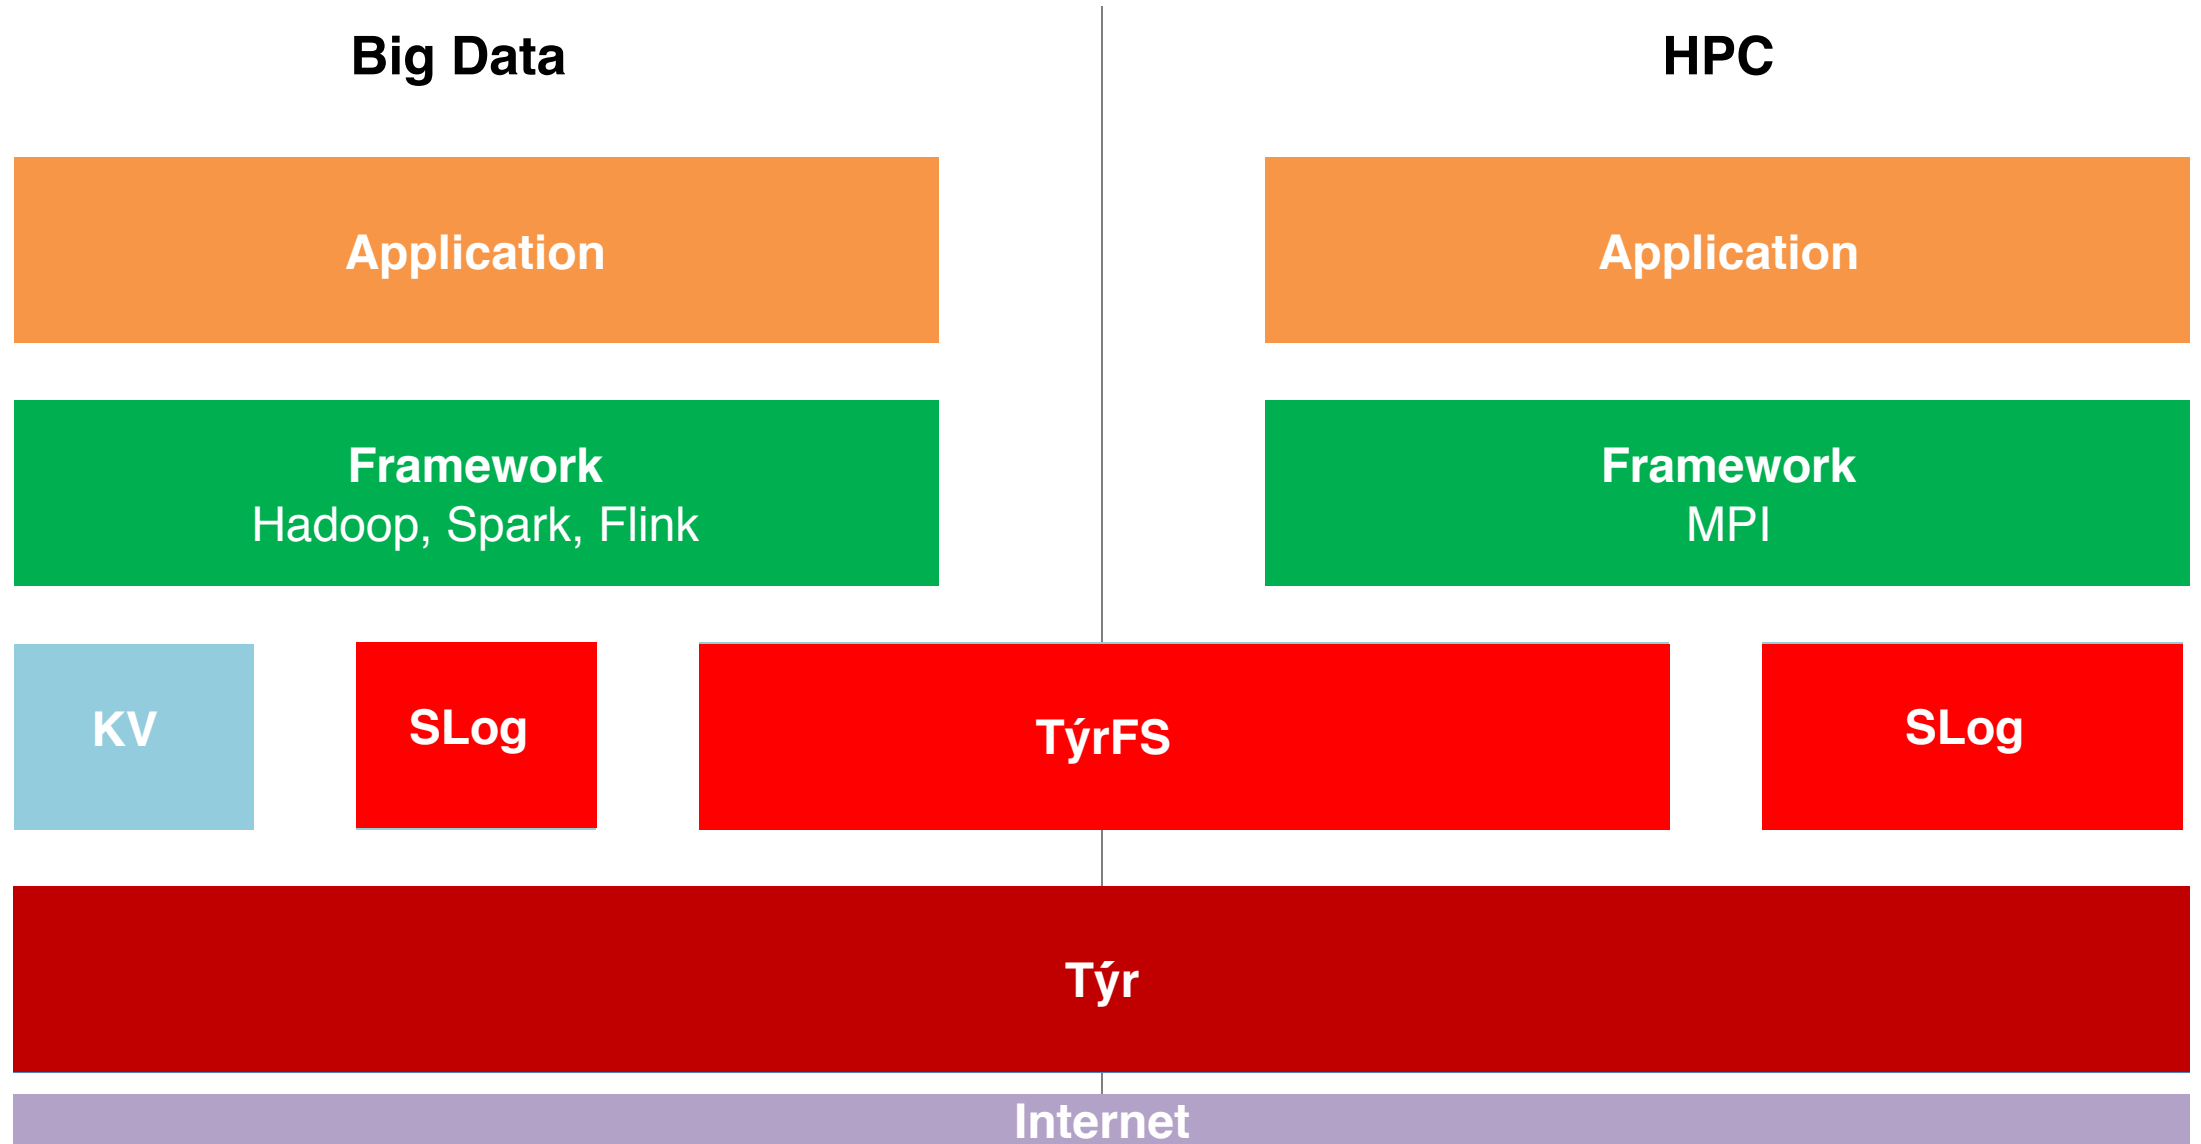 Big Data
HPC
Application
Application
Framework
Hadoop, Spark, Flink
Framework
MPI
KV
SLog
TýrFS
SLog
Týr
Internet